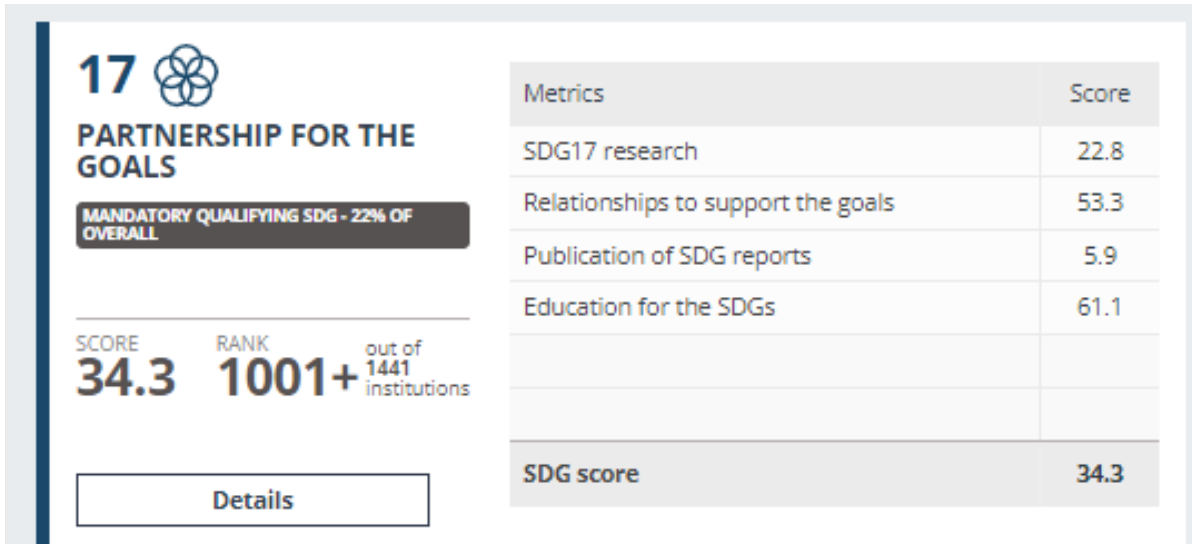 17
PARTNERSHIP FOR THE
GOALS
MANDATORY QUALIFYING SDG - 22% OF
OVERALL
SCORE
34.3
RANK
1001+
out of
1441
institutions
Details
Metrics Score
SDG17 research 22.8
Relationships to support the goals 53.3
Publication of SDG reports 5.9
Education for the SDGs 61.1
SDG score 34.3